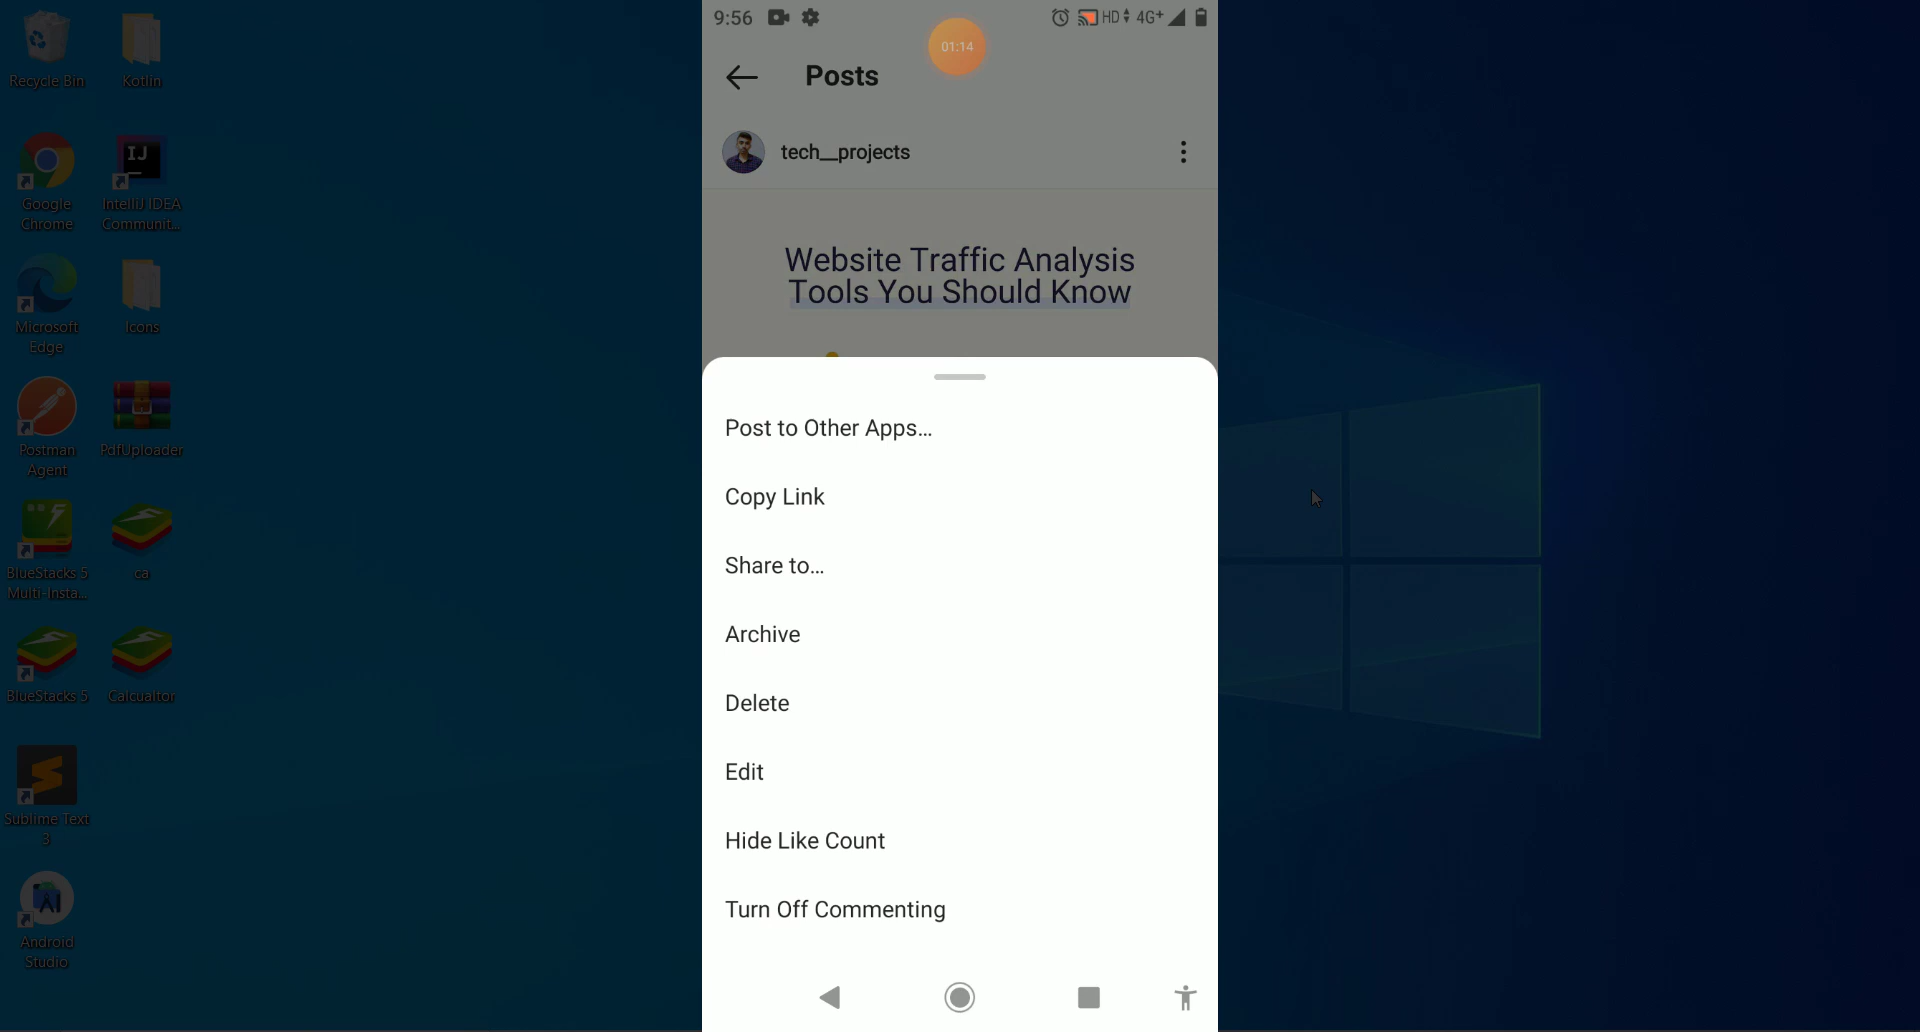 Recycle Bin
Kotlin
Google
Chrome
IJ
IntelliJ IDEA
Communit...
Microsoft
Edge
Icons
Postman
Agent
PdfUploader
BlueStacks 5
Multi-Insta...
ca
BlueStacks 5
Calcualtor
Sublime Text
3
Android
Studio
9:56
HD
4G+
01:14
Posts
tech__projects
Website Traffic Analysis
Tools You Should Know
Post to Other Apps...
Copy Link
Share to...
Archive
Delete
Edit
Hide Like Count
Turn Off Commenting